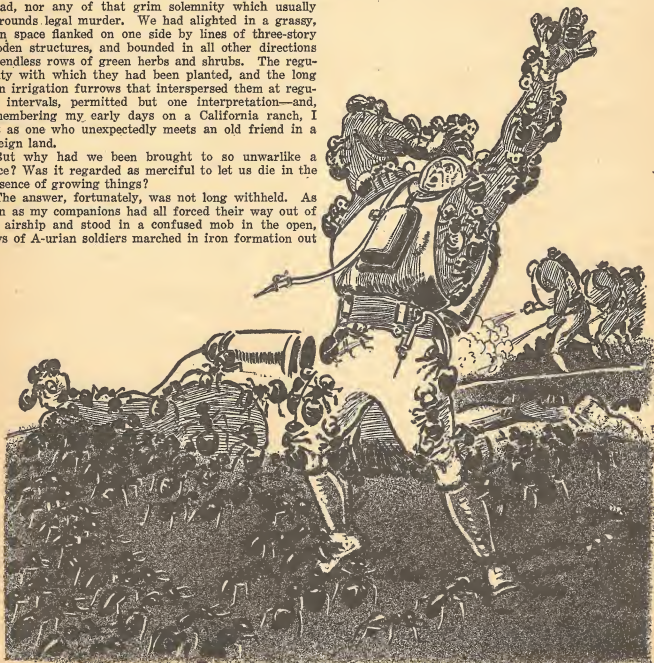 ad, nor any of that grim solemnity which usually
rounds legal murder. We had alighted in a grassy,
n space flanked on one side by lines of three-story
oden structures, and bounded in all other directions
endless rows of green herbs and shrubs. The regu-
ty with which they had been planted, and the long
n irrigation furrows that interspersed them at regu-
intervals, permitted but one interpretation—and,
nembering my early days on a California ranch, I
as one who unexpectedly meets an old friend in a
eign land.
But why had we been brought to so unwarlike a
ce? Was it regarded as merciful to let us die in the
sence of growing things?
The answer, fortunately, was not long withheld. As
n as my companions had all forced their way out of
airship and stood in a confused mob in the open,
vs of A-urian soldiers marched in iron formation out